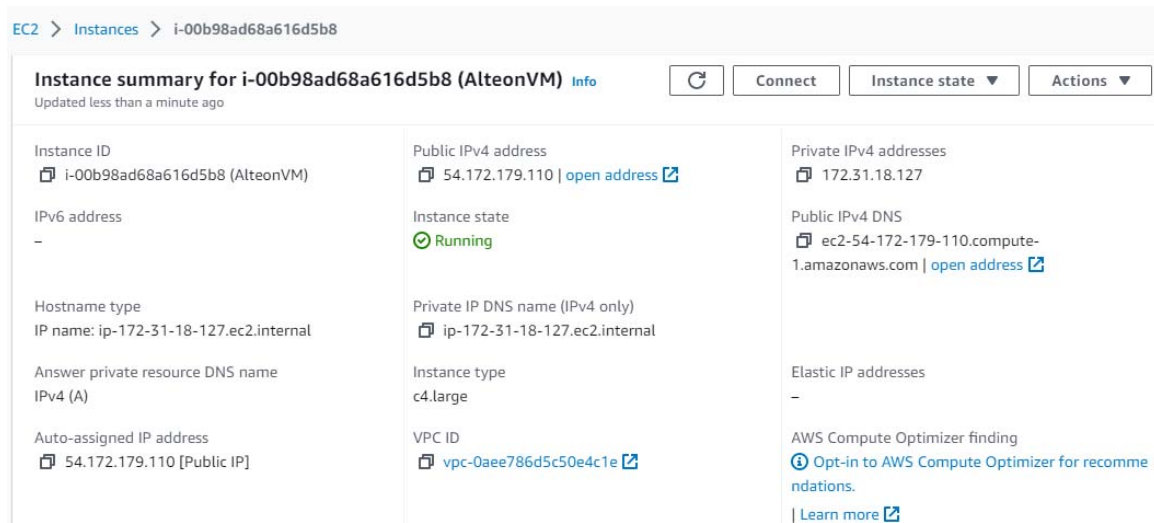 EC2 > Instances > i-00b98ad68a616d5b8
Instance summary for i-00b98ad68a616d5b8 (AlteonVM) Info
Updated less than a minute ago
Connect
Instance state ▼
Actions ▼
Instance ID
i-00b98ad68a616d5b8 (AlteonVM)
Public IPv4 address
54.172.179.110 | open address
Private IPv4 addresses
172.31.18.127
IPv6 address
–
Instance state
Running
Public IPv4 DNS
ec2-54-172-179-110.compute-
1.amazonaws.com | open address
Hostname type
IP name: ip-172-31-18-127.ec2.internal
Private IP DNS name (IPv4 only)
ip-172-31-18-127.ec2.internal
Answer private resource DNS name
IPv4 (A)
Instance type
c4.large
Elastic IP addresses
–
Auto-assigned IP address
54.172.179.110 [Public IP]
VPC ID
vpc-0aee786d5c50e4c1e
AWS Compute Optimizer finding
Opt-in to AWS Compute Optimizer for recomme
ndations.
| Learn more